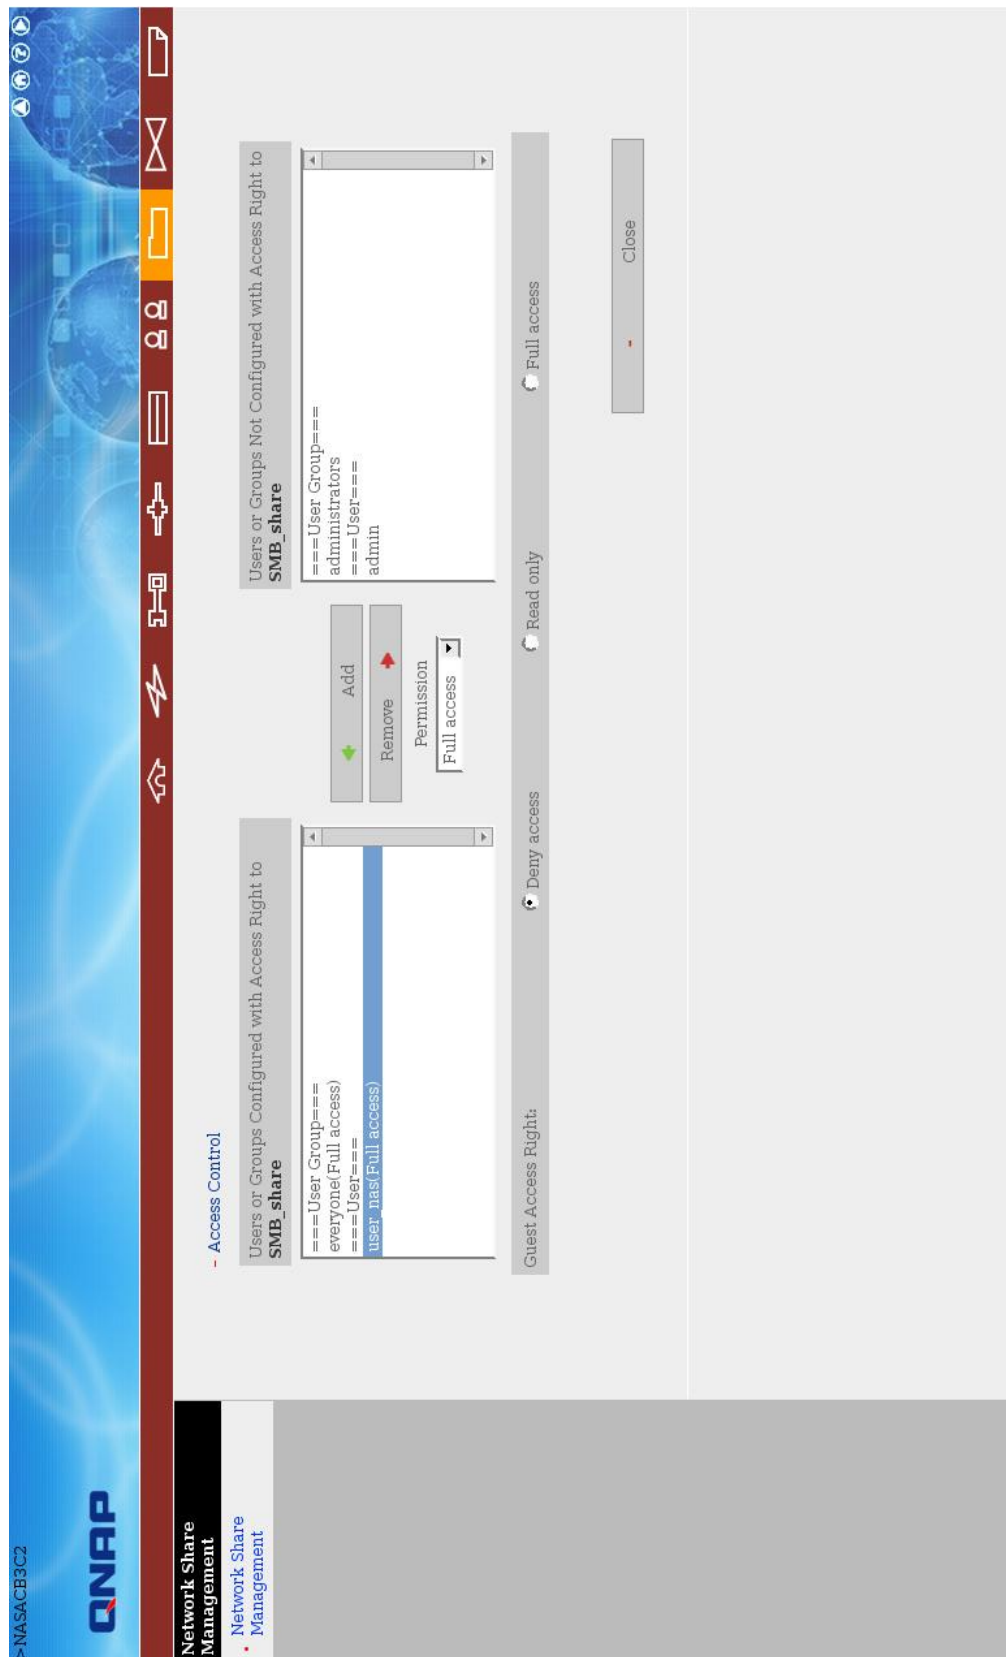 >NASACB3C2
QNAP
Network Share
Management
Network Share
Management
– Access Control
Users or Groups Configured with Access Right to
SMB_share
===User Group===
everyone(Full access)
===User===
user_nas(Full access)
Add
Remove
Permission
Full access
Users or Groups Not Configured with Access Right to
SMB_share
===User Group===
administrators
===User===
admin
Guest Access Right:
Deny access
Read only
Full access
- Close